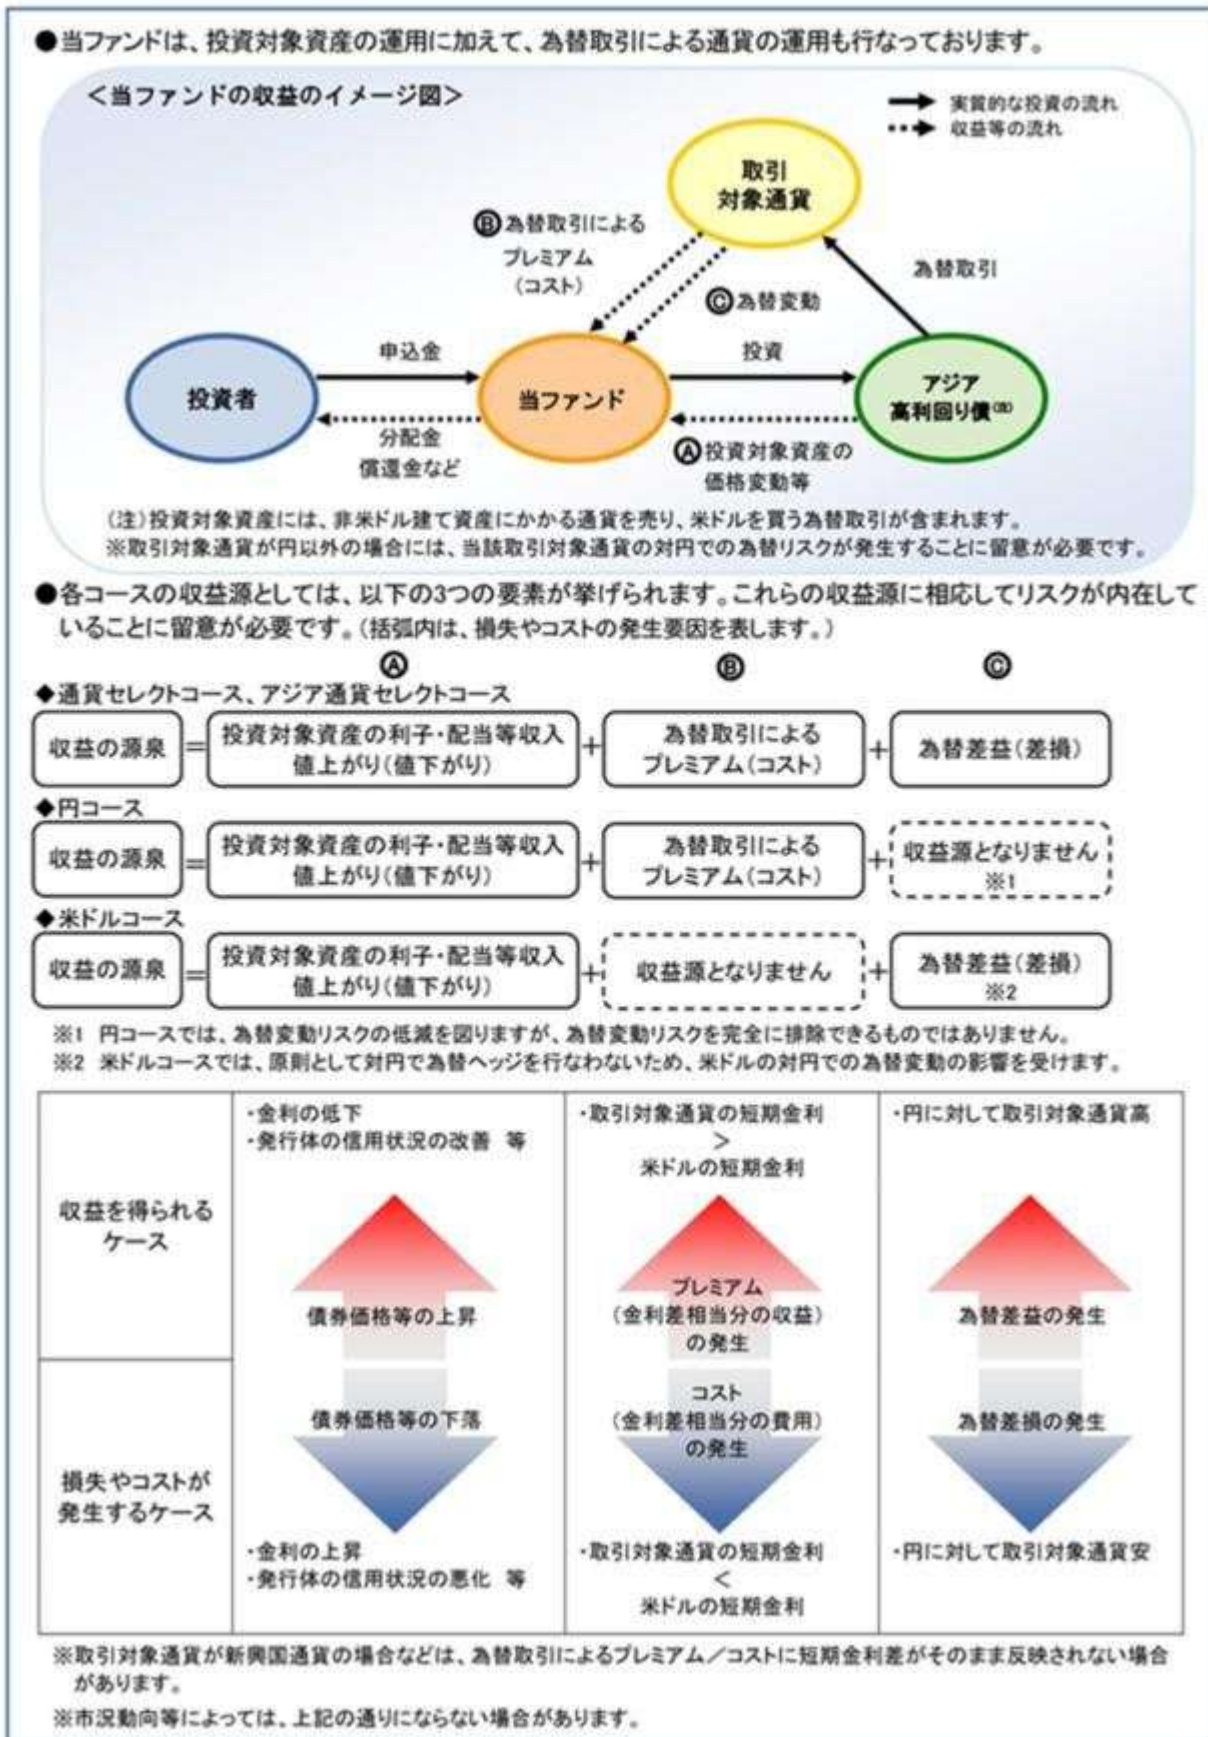 ●当ファンドは、投資対象資産の運用に加えて、為替取引による通貨の運用も行なっております。
＜当ファンドの収益のイメージ図＞
実質的な投資の流れ
収益等の流れ
取引
対象通貨
Ⓑ為替取引による
プレミアム
（コスト）
為替取引
Ⓒ為替変動
申込金
投資
投資者
当ファンド
アジア
高利回り債(注)
分配金
償還金など
Ⓐ投資対象資産の
価格変動等
（注）投資対象資産には、非米ドル建て資産にかかる通貨を売り、米ドルを買う為替取引が含まれます。
※取引対象通貨が円以外の場合には、当該取引対象通貨の対円での為替リスクが発生することに留意が必要です。
●各コースの収益源としては、以下の3つの要素が挙げられます。これらの収益源に相応してリスクが内在して
いることに留意が必要です。（括弧内は、損失やコストの発生要因を表します。）
Ⓐ Ⓑ Ⓒ
◆通貨セレクトコース、アジア通貨セレクトコース
収益の源泉 ＝ 投資対象資産の利子・配当等収入 ＋ 為替取引による ＋ 為替差益（差損）
値上がり（値下がり） プレミアム（コスト）
◆円コース
収益の源泉 ＝ 投資対象資産の利子・配当等収入 ＋ 為替取引による ＋ 収益源となりません
値上がり（値下がり） プレミアム（コスト） ※1
◆米ドルコース
収益の源泉 ＝ 投資対象資産の利子・配当等収入 ＋ 収益源となりません ＋ 為替差益（差損）
値上がり（値下がり） ※2
※1 円コースでは、為替変動リスクの低減を図りますが、為替変動リスクを完全に排除できるものではありません。
※2 米ドルコースでは、原則として対円で為替ヘッジを行なわないため、米ドルの対円での為替変動の影響を受けます。
収益を得られる
ケース
・金利の低下
・発行体の信用状況の改善 等
債券価格等の上昇
・取引対象通貨の短期金利
＞
米ドルの短期金利
プレミアム
（金利差相当分の収益）
の発生
・円に対して取引対象通貨高
為替差益の発生
損失やコストが
発生するケース
債券価格等の下落
・金利の上昇
・発行体の信用状況の悪化 等
コスト
（金利差相当分の費用）
の発生
・取引対象通貨の短期金利
＜
米ドルの短期金利
為替差損の発生
・円に対して取引対象通貨安
※取引対象通貨が新興国通貨の場合などは、為替取引によるプレミアム／コストに短期金利差がそのまま反映されない場合
があります。
※市況動向等によっては、上記の通りにならない場合があります。